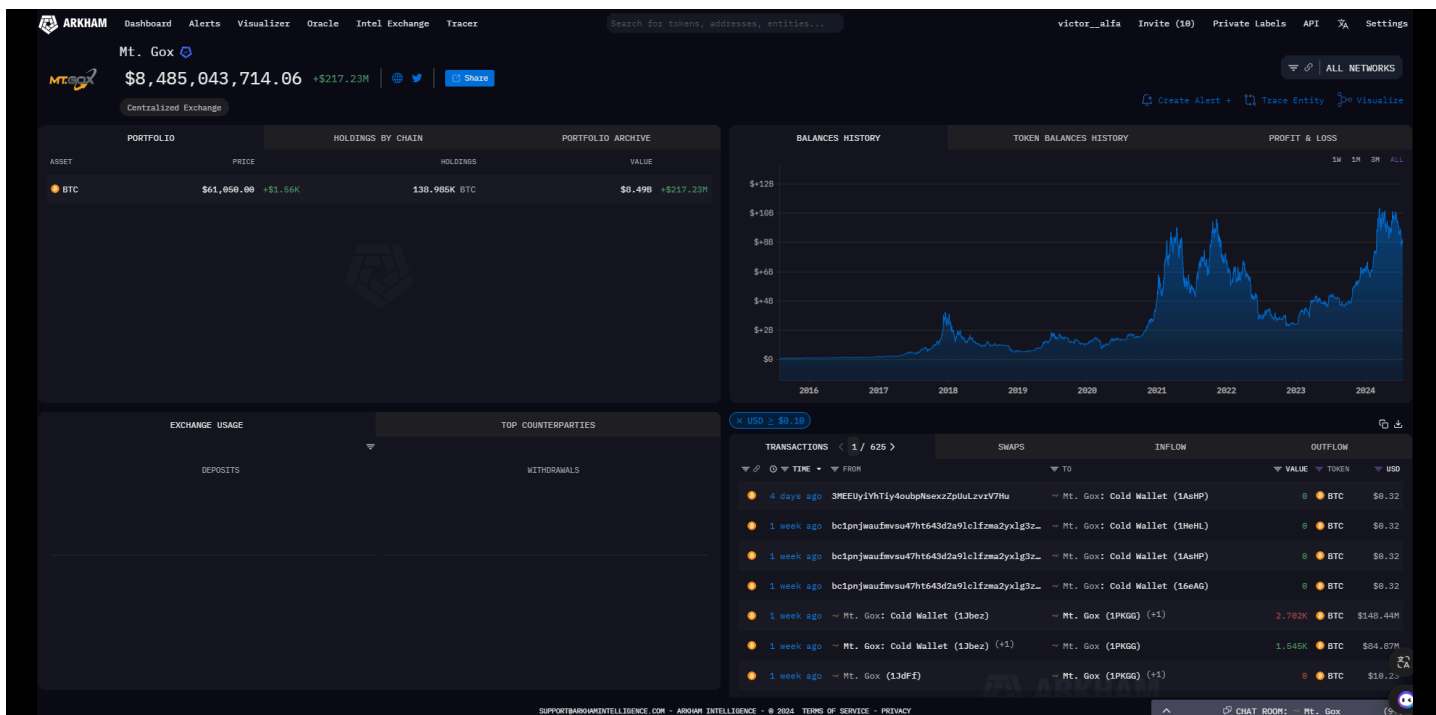 ARKHAM Dashboard Alerts Visualizer Oracle Intel Exchange Tracer Search for tokens, addresses, entities... victor__alfa Invite (10) Private Labels API Settings
Mt. Gox
MT.GOX $8,485,043,714.06 +$217.23M Share ALL NETWORKS
Centralized Exchange Create Alert + Trace Entity Visualize
PORTFOLIO HOLDINGS BY CHAIN PORTFOLIO ARCHIVE
ASSET PRICE HOLDINGS VALUE
BTC $61,050.00 +$1.56K 138.985K BTC $8.49B +$217.23M
BALANCES HISTORY TOKEN BALANCES HISTORY PROFIT & LOSS
1W 1M 3M ALL
$+12B
$+10B
$+8B
$+6B
$+4B
$+2B
$0
2016 2017 2018 2019 2020 2021 2022 2023 2024
EXCHANGE USAGE TOP COUNTERPARTIES
DEPOSITS WITHDRAWALS
× USD ≥ $0.10
TRANSACTIONS < 1 / 625 > SWAPS INFLOW OUTFLOW
TIME FROM TO VALUE TOKEN USD
4 days ago 3MEEUyiYhTiy4oubpNsexzZpUuLzvrV7Hu Mt. Gox: Cold Wallet (1AsHP) 0 BTC $0.32
1 week ago bc1pnjwaufmvsu47ht643d2a9lclfzma2yxlg3z… Mt. Gox: Cold Wallet (1HeHL) 0 BTC $0.32
1 week ago bc1pnjwaufmvsu47ht643d2a9lclfzma2yxlg3z… Mt. Gox: Cold Wallet (1AsHP) 0 BTC $0.32
1 week ago bc1pnjwaufmvsu47ht643d2a9lclfzma2yxlg3z… Mt. Gox: Cold Wallet (16eAG) 0 BTC $0.32
1 week ago Mt. Gox: Cold Wallet (1Jbez) Mt. Gox (1PKGG) (+1) 2.702K BTC $148.44M
1 week ago Mt. Gox: Cold Wallet (1Jbez) (+1) Mt. Gox (1PKGG) 1.545K BTC $84.87M
1 week ago Mt. Gox (1JdFf) Mt. Gox (1PKGG) (+1) 0 BTC $10.23
ARKHAM
SUPPORT@ARKHAMINTELLIGENCE.COM - ARKHAM INTELLIGENCE - © 2024 TERMS OF SERVICE - PRIVACY
CHAT ROOM: Mt. Gox